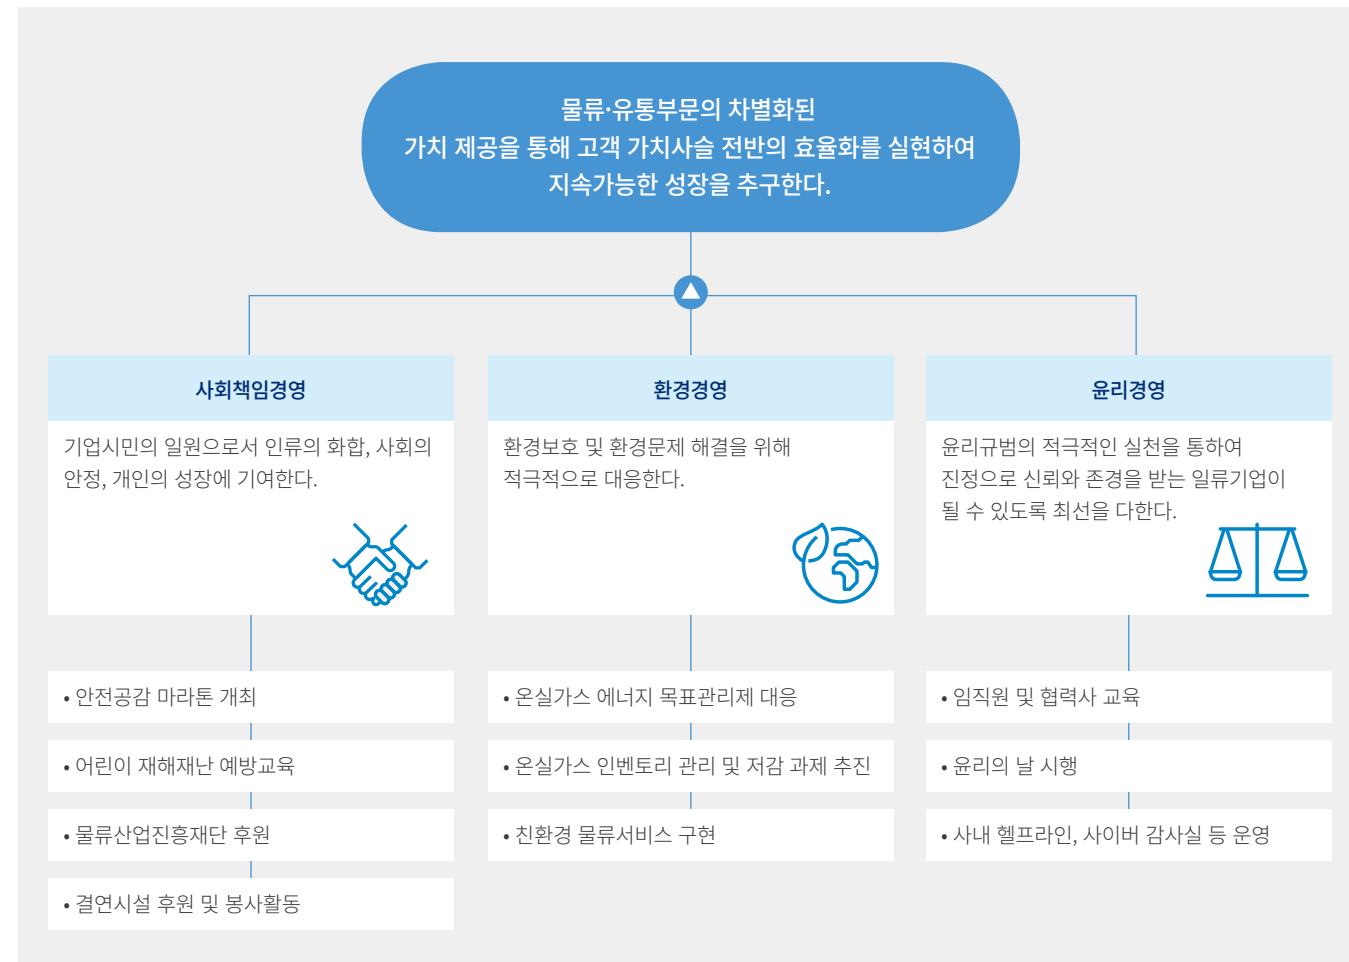 물류·유통부문의 차별화된
가치 제공을 통해 고객 가치사슬 전반의 효율화를 실현하여
지속가능한 성장을 추구한다.
사회책임경영
기업시민의 일원으로서 인류의 화합, 사회의
안정, 개인의 성장에 기여한다.
• 안전공감 마라톤 개최
• 어린이 재해재난 예방교육
• 물류산업진흥재단 후원
• 결연시설 후원 및 봉사활동
환경경영
환경보호 및 환경문제 해결을 위해
적극적으로 대응한다.
• 온실가스 에너지 목표관리제 대응
• 온실가스 인벤토리 관리 및 저감 과제 추진
• 친환경 물류서비스 구현
윤리경영
윤리규범의 적극적인 실천을 통하여
진정으로 신뢰와 존경을 받는 일류기업이
될 수 있도록 최선을 다한다.
• 임직원 및 협력사 교육
• 윤리의 날 시행
• 사내 헬프라인, 사이버 감사실 등 운영